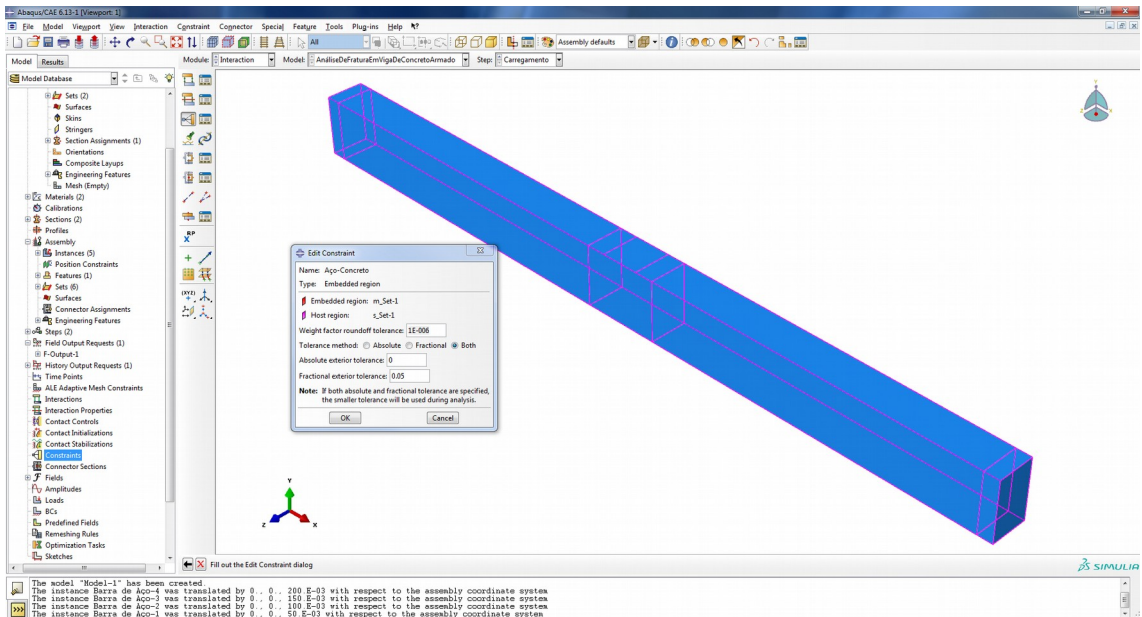 Abaqus/CAE 6.13-1 [Viewport: 1]
File Model Viewport View Interaction Constraint Connector Special Feature Tools Plug-ins Help
All Assembly defaults
Model Results Module: Interaction Model: AnáliseDeFraturaEmVigaDeConcretoArmado Step: Carregamento
Model Database
Sets (2)
Surfaces
Skins
Stringers
Section Assignments (1)
Orientations
Composite Layups
Engineering Features
Mesh (Empty)
Materials (2)
Calibrations
Sections (2)
Profiles
Assembly
Instances (5)
Position Constraints
Features (1)
Sets (6)
Surfaces
Connector Assignments
Engineering Features
Steps (2)
Field Output Requests (1)
F-Output-1
History Output Requests (1)
Time Points
ALE Adaptive Mesh Constraints
Interactions
Interaction Properties
Contact Controls
Contact Initializations
Contact Stabilizations
Constraints
Connector Sections
Fields
Amplitudes
Loads
BCs
Predefined Fields
Remeshing Rules
Optimization Tasks
Sketches
RP
(XYZ)
Edit Constraint
Name: Aço-Concreto
Type: Embedded region
Embedded region: m_Set-1
Host region: s_Set-1
Weight factor roundoff tolerance: 1E-006
Tolerance method: Absolute Fractional Both
Absolute exterior tolerance: 0
Fractional exterior tolerance: 0.05
Note: If both absolute and fractional tolerance are specified,
the smaller tolerance will be used during analysis.
OK Cancel
Y
Z X
Fill out the Edit Constraint dialog
SIMULIA
The model "Model-1" has been created.
The instance Barra de Aço-4 was translated by 0., 0., 200.E-03 with respect to the assembly coordinate system
The instance Barra de Aço-3 was translated by 0., 0., 150.E-03 with respect to the assembly coordinate system
The instance Barra de Aço-2 was translated by 0., 0., 100.E-03 with respect to the assembly coordinate system
The instance Barra de Aço-1 was translated by 0., 0., 50.E-03 with respect to the assembly coordinate system